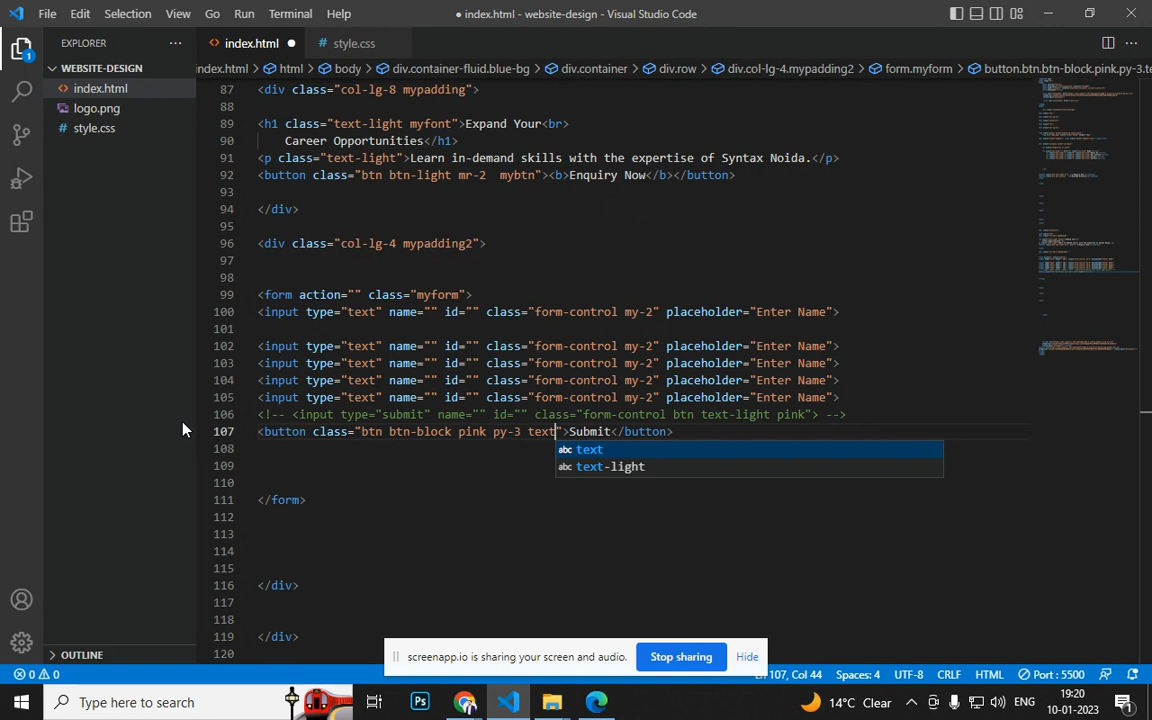 File Edit Selection View Go Run Terminal Help
● index.html - website-design - Visual Studio Code
EXPLORER
index.html
# style.css
WEBSITE-DESIGN
index.html
logo.png
# style.css
index.html > html > body > div.container-fluid.blue-bg > div.container > div.row > div.col-lg-4.mypadding2 > form.myform > button.btn.btn-block.pink.py-3.te
87 <div class="col-lg-8 mypadding">
88
89 <h1 class="text-light myfont">Expand Your<br>
90 Career Opportunities</h1>
91 <p class="text-light">Learn in-demand skills with the expertise of Syntax Noida.</p>
92 <button class="btn btn-light mr-2  mybtn"><b>Enquiry Now</b></button>
93
94 </div>
95
96 <div class="col-lg-4 mypadding2">
97
98
99 <form action="" class="myform">
100 <input type="text" name="" id="" class="form-control my-2" placeholder="Enter Name">
101
102 <input type="text" name="" id="" class="form-control my-2" placeholder="Enter Name">
103 <input type="text" name="" id="" class="form-control my-2" placeholder="Enter Name">
104 <input type="text" name="" id="" class="form-control my-2" placeholder="Enter Name">
105 <input type="text" name="" id="" class="form-control my-2" placeholder="Enter Name">
106 <!-- <input type="submit" name="" id="" class="form-control btn text-light pink"> -->
107 <button class="btn btn-block pink py-3 text">Submit</button>
abc text
abc text-light
108
109
110
111 </form>
112
113
114
115
116 </div>
117
118
119 </div>
120
OUTLINE
screenapp.io is sharing your screen and audio.
Stop sharing
Hide
0 0
Ln 107, Col 44
Spaces: 4
UTF-8
CRLF
HTML
Port : 5500
Type here to search
Ps
14°C Clear
ENG
19:20
10-01-2023
1